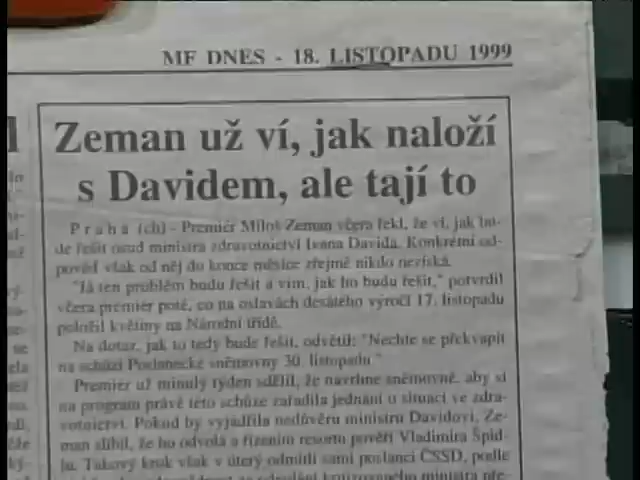 MF DNES - 18. LISTOPADU 1999
Zeman už ví, jak naloží
s Davidem, ale tají to
Praha (ch) - Premiér Miloš Zeman včera řekl, že ví, jak bu-
de řešit osud ministra zdravotnictví Ivana Davida. Konkrétní od-
pověď však od něj do konce měsíce zřejmě nikdo nezíská.
"Já ten problém budu řešit a vím, jak ho budu řešit," potvrdil
včera premiér poté, co na oslavách desátého výročí 17. listopadu
položil květiny na Národní třídě.
Na dotaz, jak to tedy bude řešit, odvětil: "Nechte se překvapit
na schůzi Poslanecké sněmovny 30. listopadu."
Premiér už minulý týden sdělil, že navrhne sněmovně, aby si
na program právě této schůze zařadila jednání o situaci ve zdra-
votnictví. Pokud by vyjádřila nedůvěru ministru Davidovi, Ze-
man slíbil, že ho odvolá a řízením resortu pověří Vladimíra Špid-
lu. Takový krok však v úterý odmítli sami poslanci ČSSD, podle